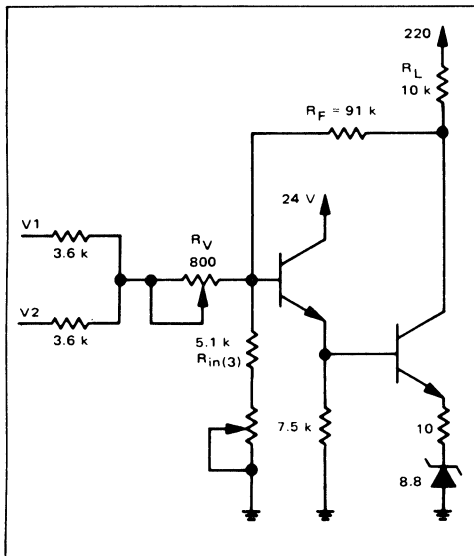 220
R_L
10 k
R_F = 91 k
24 V
V1
3.6 k
R_V
800
V2
3.6 k
5.1 k
R_in(3)
7.5 k
10
8.8